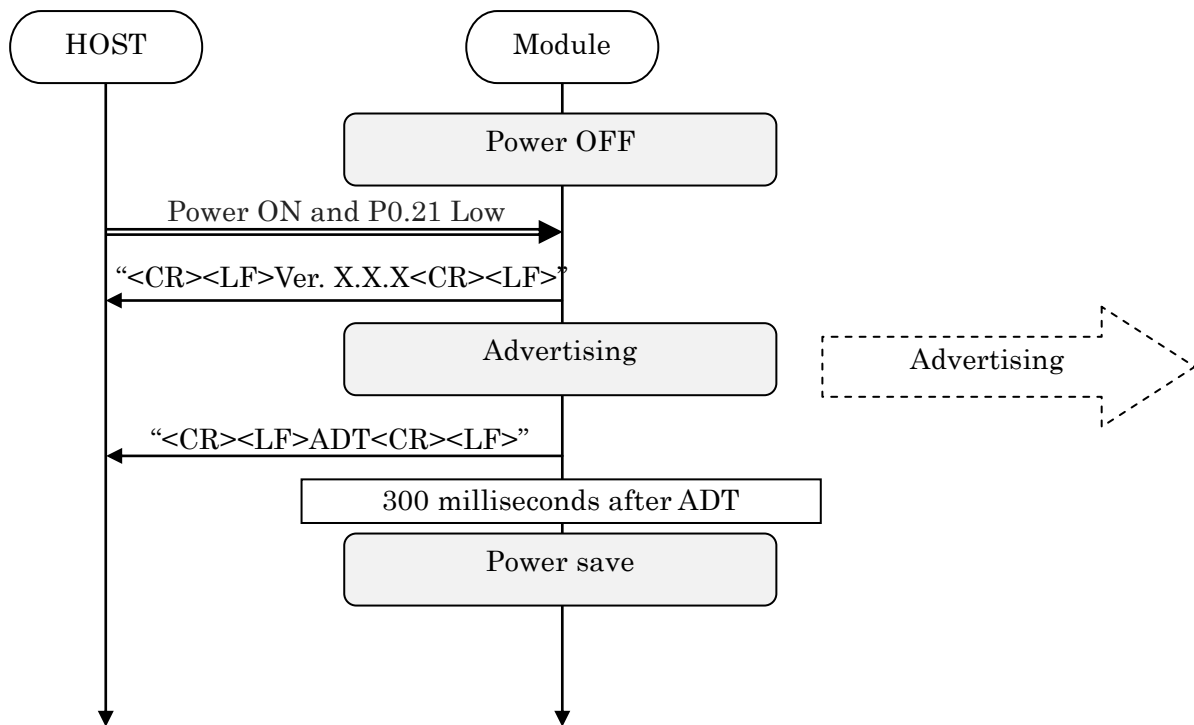 HOST
Module
Power OFF
Power ON and P0.21 Low
“<CR><LF>Ver. X.X.X<CR><LF>”
Advertising
Advertising
“<CR><LF>ADT<CR><LF>”
300 milliseconds after ADT
Power save